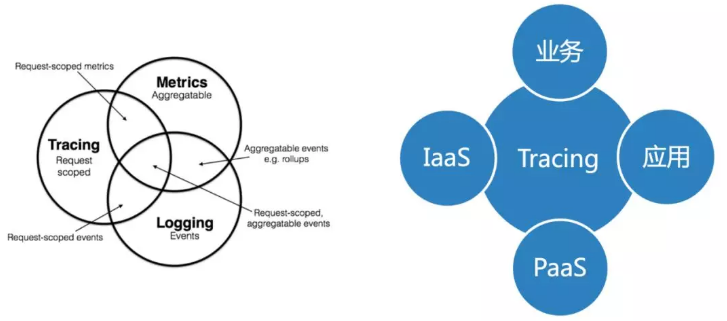 Request-scoped metrics
Metrics
Aggregatable
Tracing
Request
scoped
Aggregatable events
e.g. rollups
Request-scoped,
aggregatable events
Request-scoped events
Logging
Events
业务
IaaS
Tracing
应用
PaaS